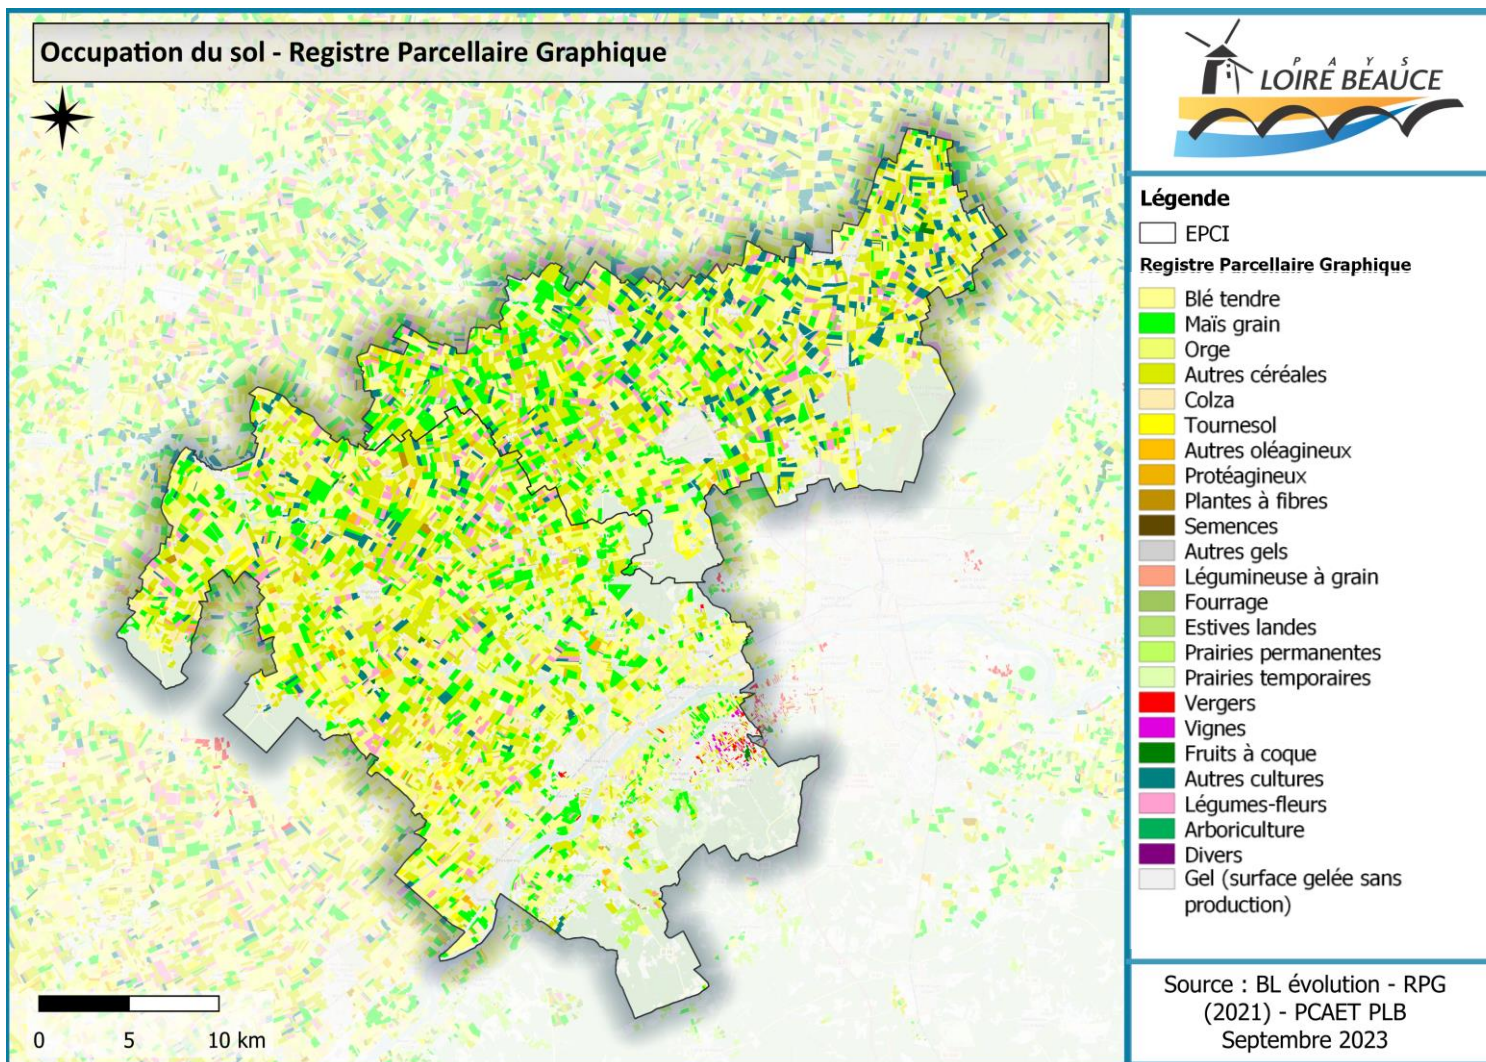 Occupation du sol - Registre Parcellaire Graphique
PAYS
LOIRE BEAUCE
Légende
EPCI
Registre Parcellaire Graphique
Blé tendre
Maïs grain
Orge
Autres céréales
Colza
Tournesol
Autres oléagineux
Protéagineux
Plantes à fibres
Semences
Autres gels
Légumineuse à grain
Fourrage
Estives landes
Prairies permanentes
Prairies temporaires
Vergers
Vignes
Fruits à coque
Autres cultures
Légumes-fleurs
Arboriculture
Divers
Gel (surface gelée sans
production)
0 5 10 km
Source : BL évolution - RPG
(2021) - PCAET PLB
Septembre 2023